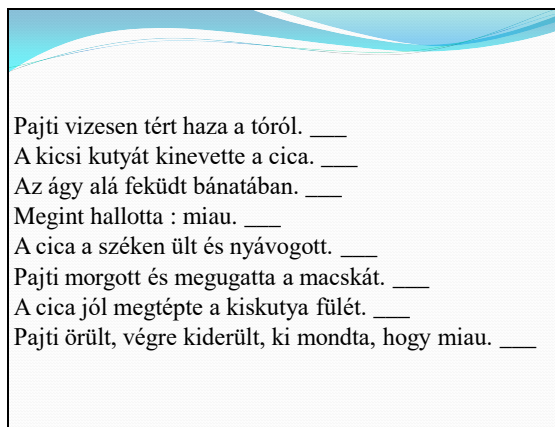 Pajti vizesen tért haza a tóról. ___
A kicsi kutyát kinevette a cica. ___
Az ágy alá feküdt bánatában. ___
Megint hallotta : miau. ___
A cica a széken ült és nyávogott. ___
Pajti morgott és megugatta a macskát. ___
A cica jól megtépte a kiskutya fülét. ___
Pajti örült, végre kiderült, ki mondta, hogy miau. ___